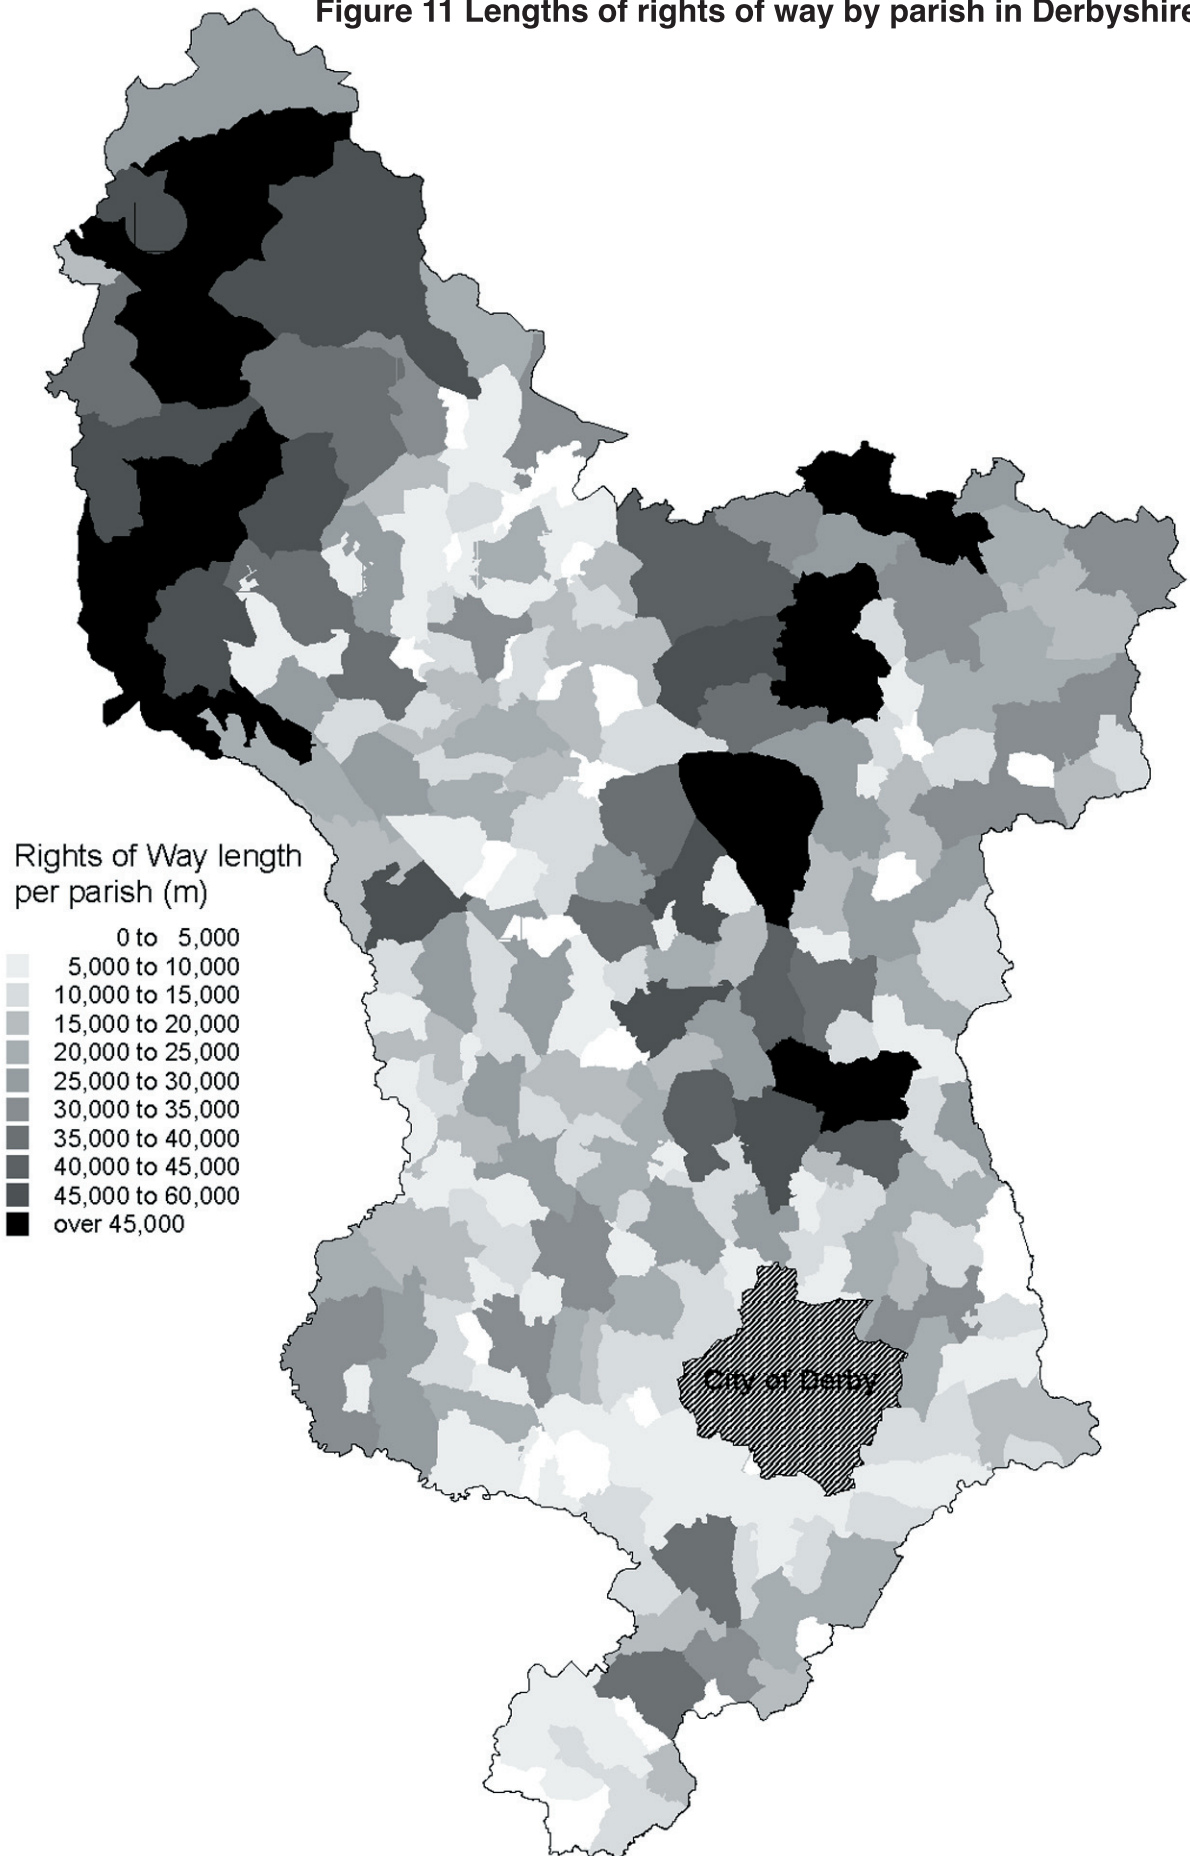 Figure 11 Lengths of rights of way by parish in Derbyshire
Rights of Way length
per parish (m)
0 to 5,000
5,000 to 10,000
10,000 to 15,000
15,000 to 20,000
20,000 to 25,000
25,000 to 30,000
30,000 to 35,000
35,000 to 40,000
40,000 to 45,000
45,000 to 60,000
over 45,000
City of Derby